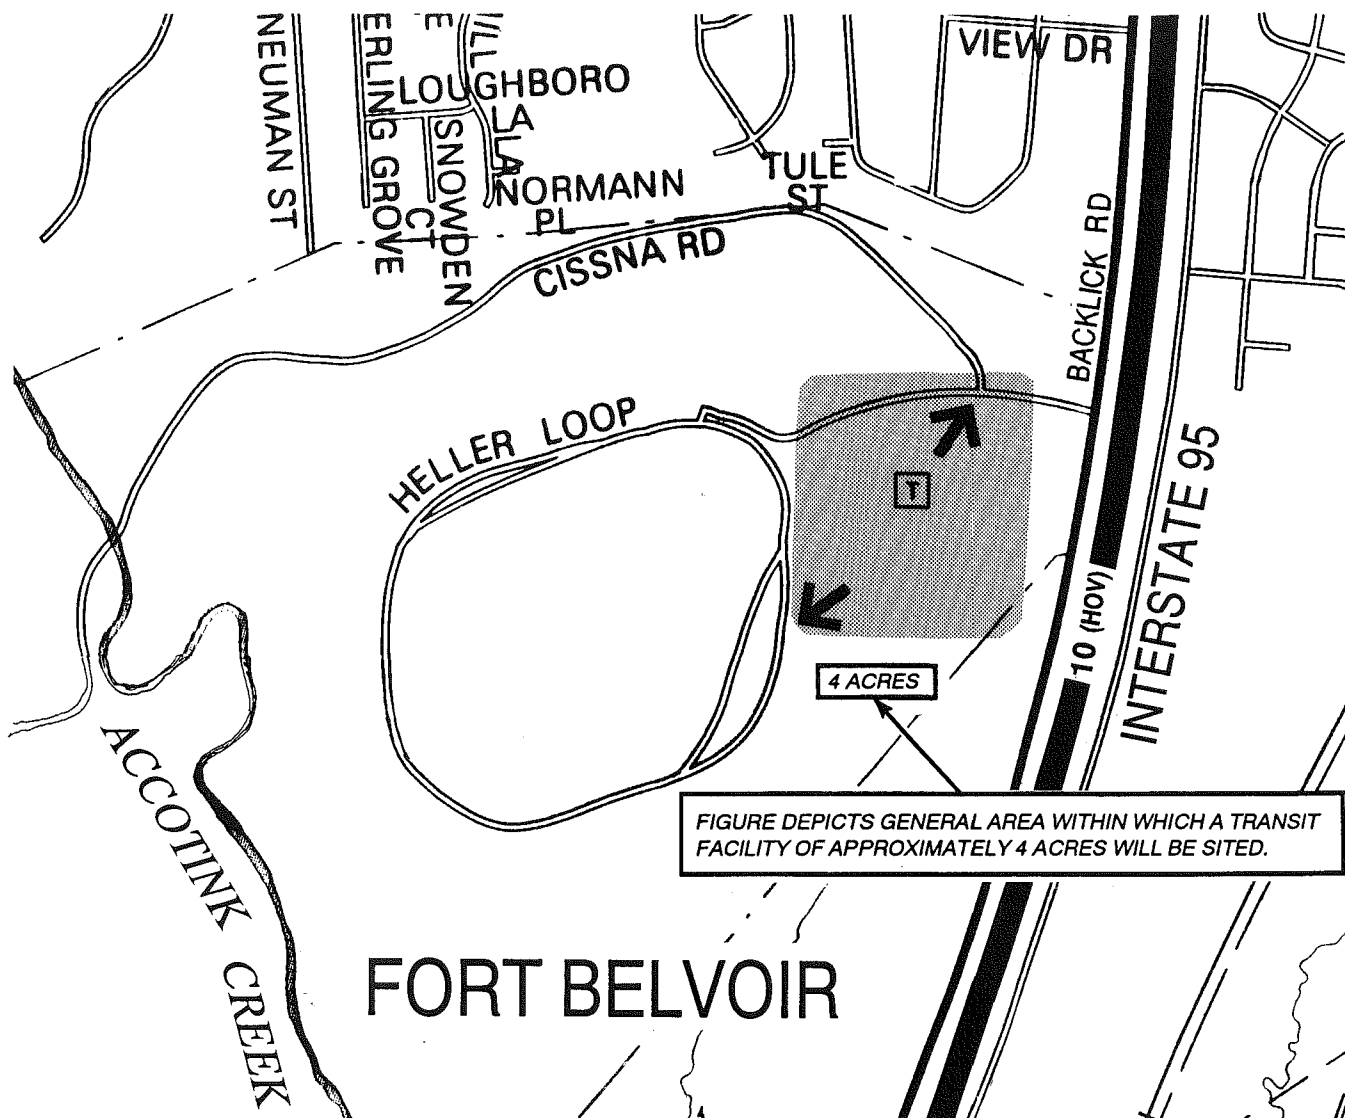 NEUMAN ST
ERLING GROVE
LOUGHBORO
LA
SNOWDEN
CT
LA
NORMANN
PL
TULE
ST
VIEW DR
CISSNA RD
BACKLICK RD
HELLER LOOP
T
INTERSTATE 95
10 (HOV)
4 ACRES
FIGURE DEPICTS GENERAL AREA WITHIN WHICH A TRANSIT
FACILITY OF APPROXIMATELY 4 ACRES WILL BE SITED.
ACCOTINK CREEK
FORT BELVOIR